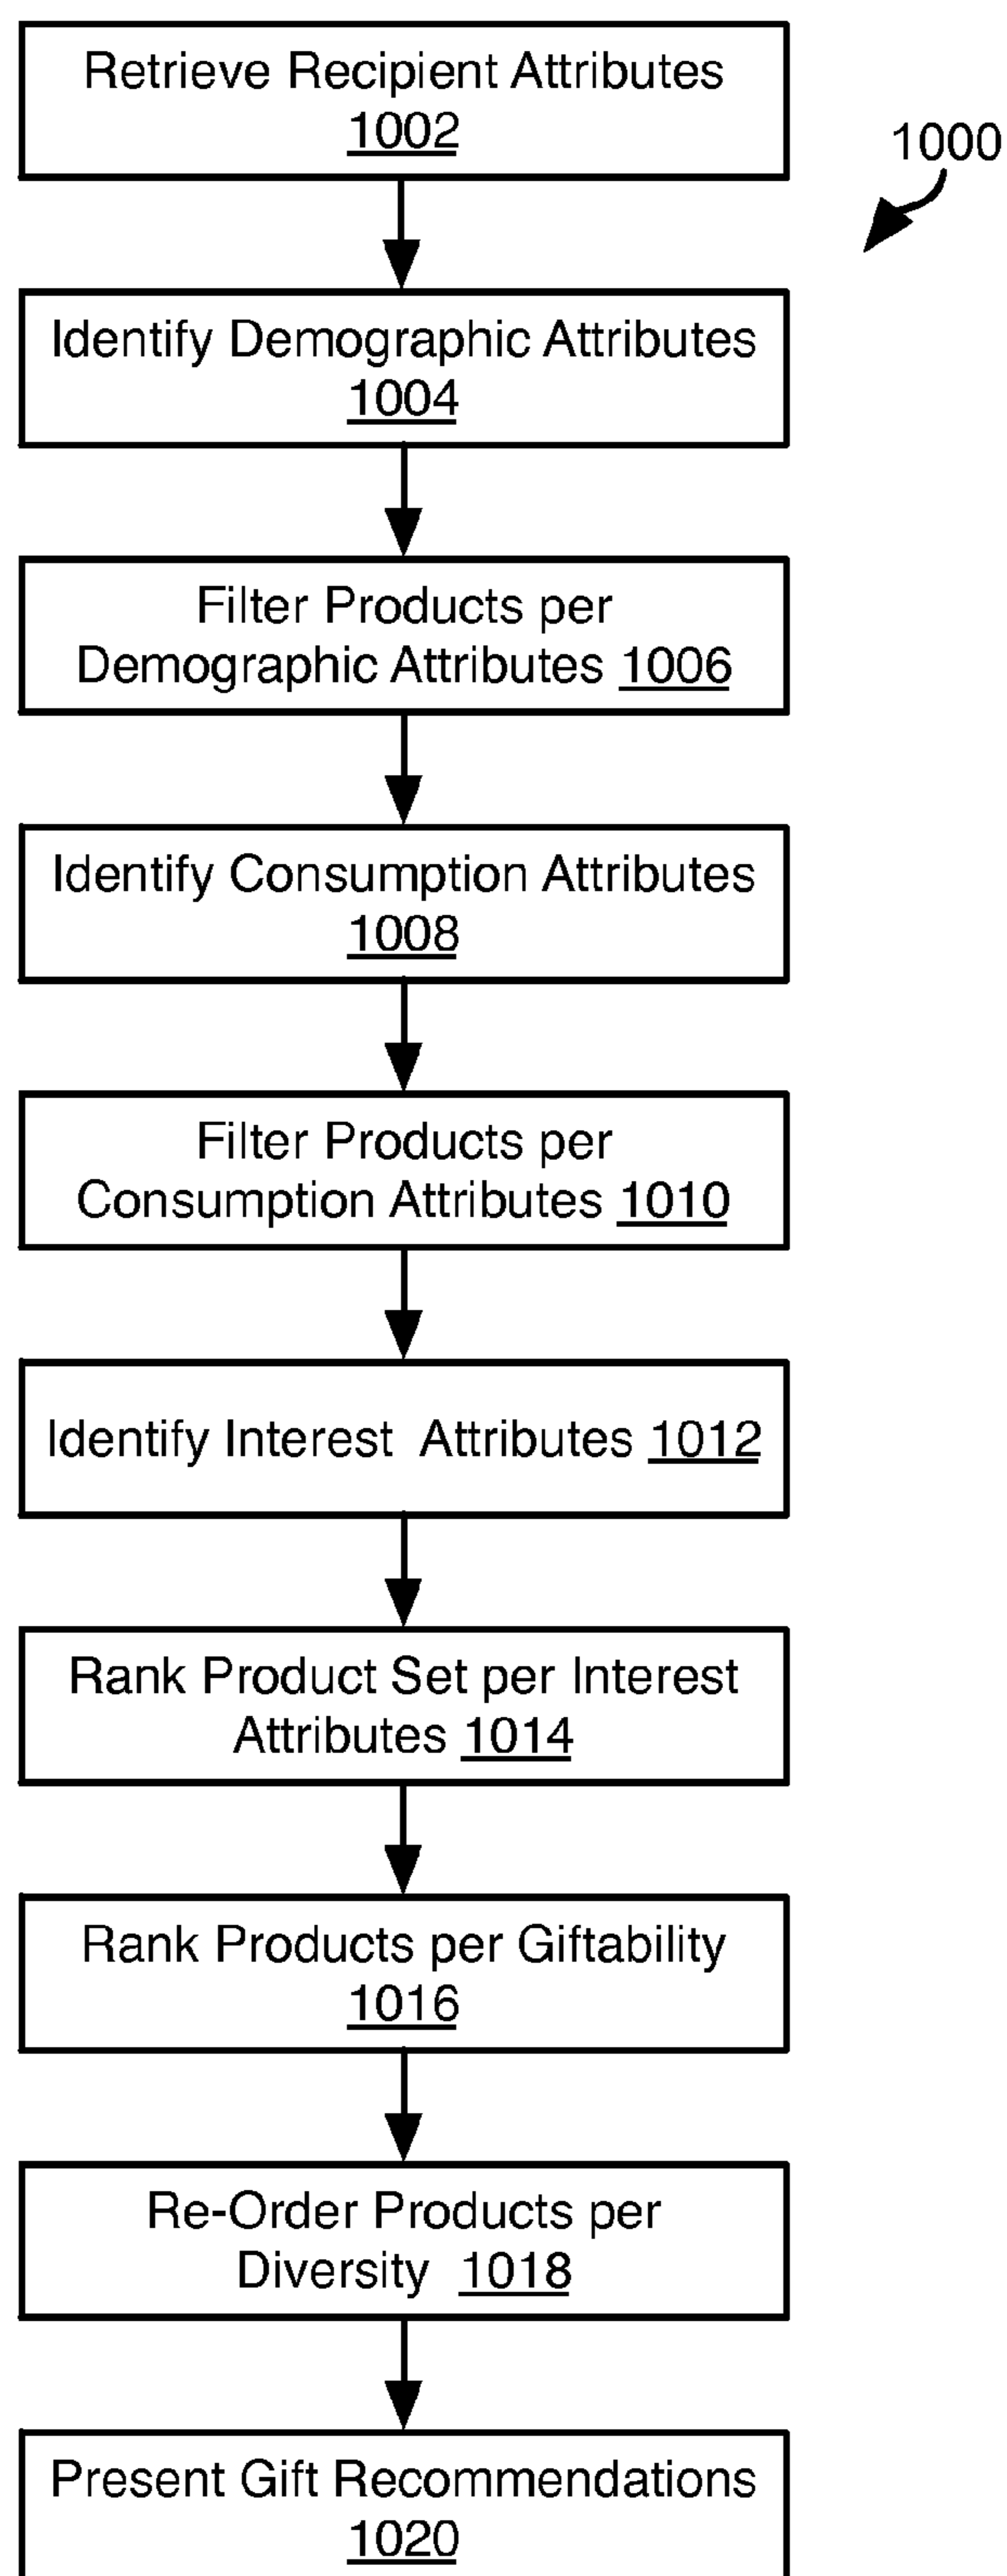 Retrieve Recipient Attributes
1002
1000
Identify Demographic Attributes
1004
Filter Products per
Demographic Attributes 1006
Identify Consumption Attributes
1008
Filter Products per
Consumption Attributes 1010
Identify Interest Attributes 1012
Rank Product Set per Interest
Attributes 1014
Rank Products per Giftability
1016
Re-Order Products per
Diversity 1018
Present Gift Recommendations
1020